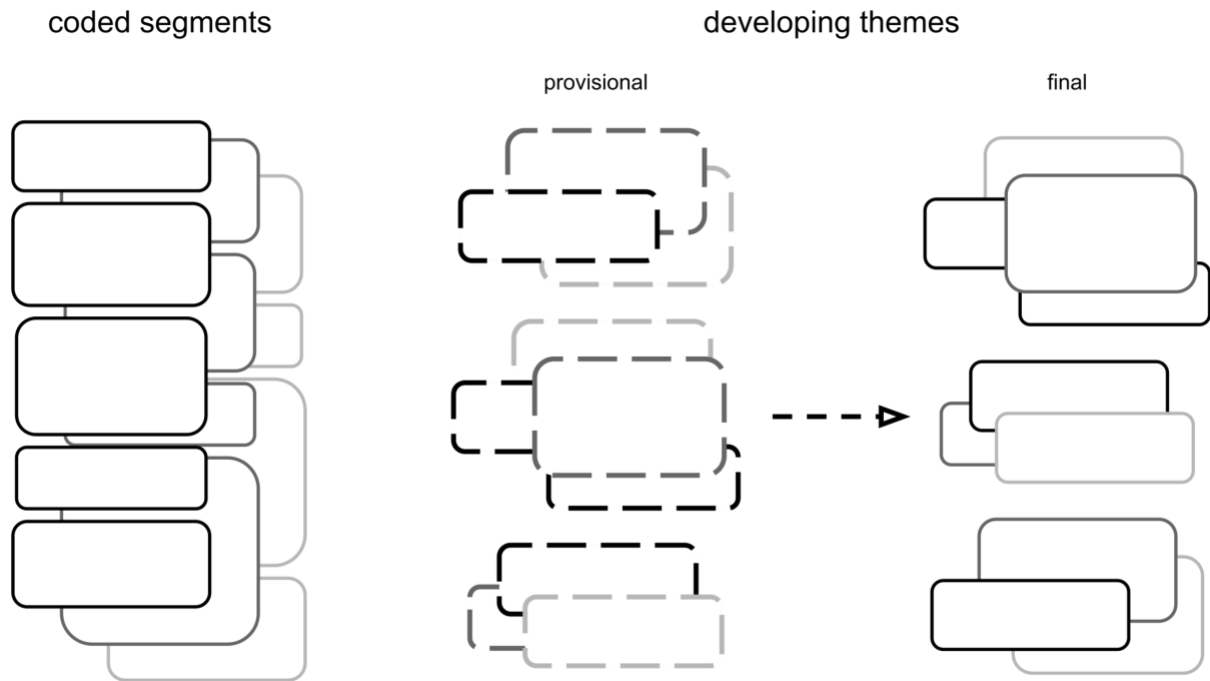 coded segments
developing themes
provisional
final